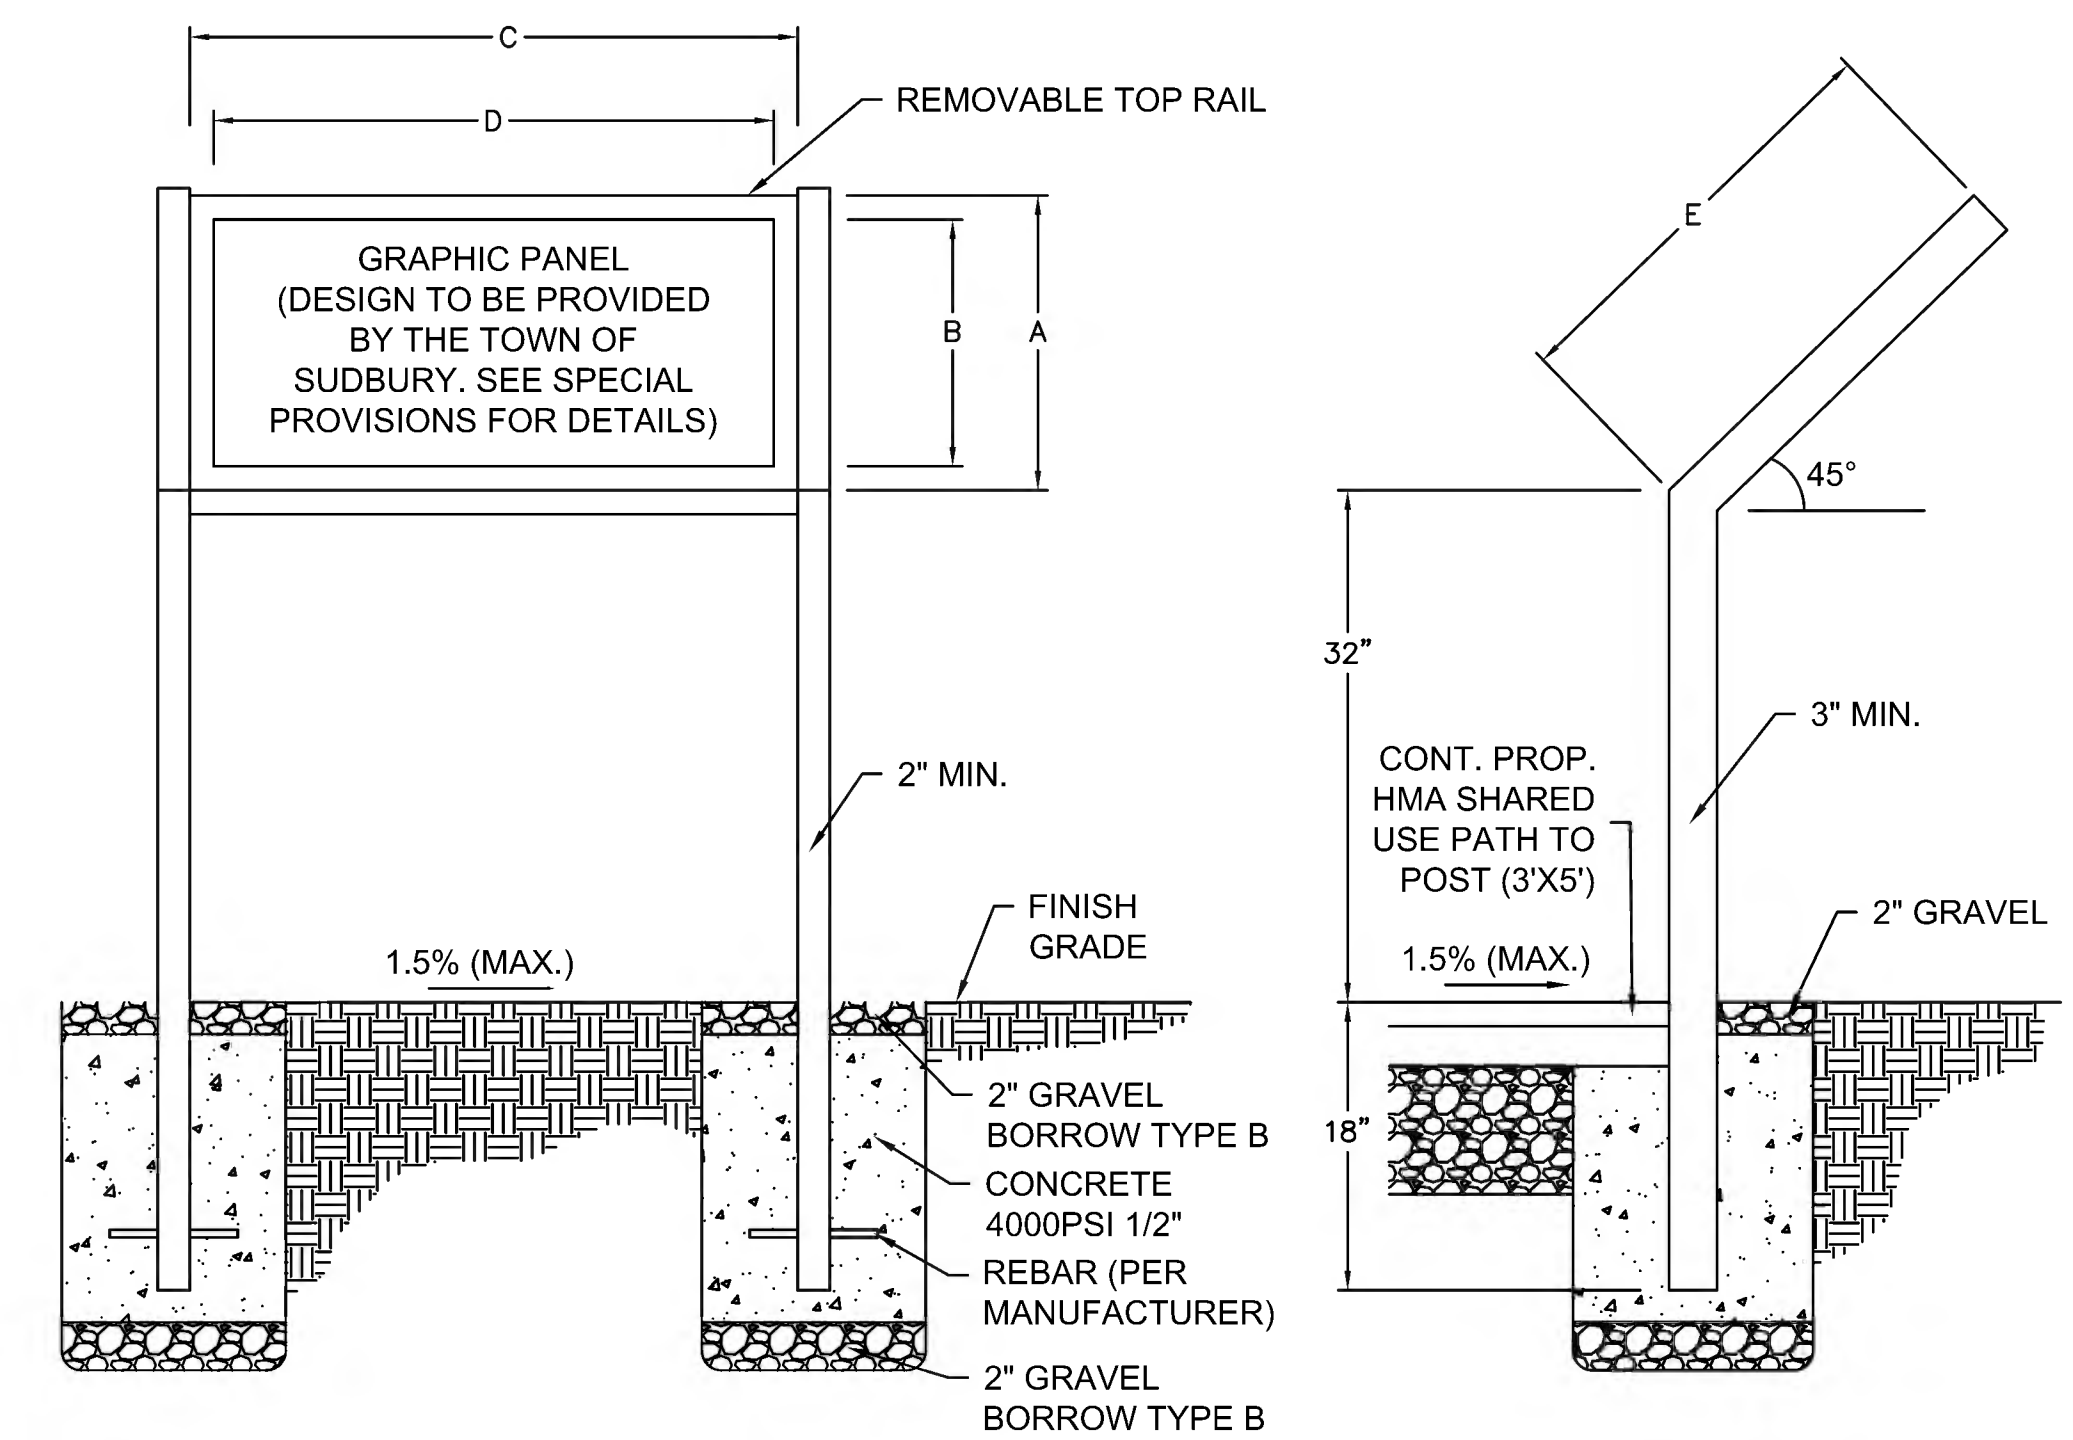 C
D
REMOVABLE TOP RAIL
GRAPHIC PANEL
(DESIGN TO BE PROVIDED
BY THE TOWN OF
SUDBURY. SEE SPECIAL
PROVISIONS FOR DETAILS)
B
A
2" MIN.
FINISH
GRADE
1.5% (MAX.)
2" GRAVEL
BORROW TYPE B
CONCRETE
4000PSI 1/2"
REBAR (PER
MANUFACTURER)
2" GRAVEL
BORROW TYPE B
E
45°
32”
3" MIN.
CONT. PROP.
HMA SHARED
USE PATH TO
POST (3'X5')
2" GRAVEL
1.5% (MAX.)
18”